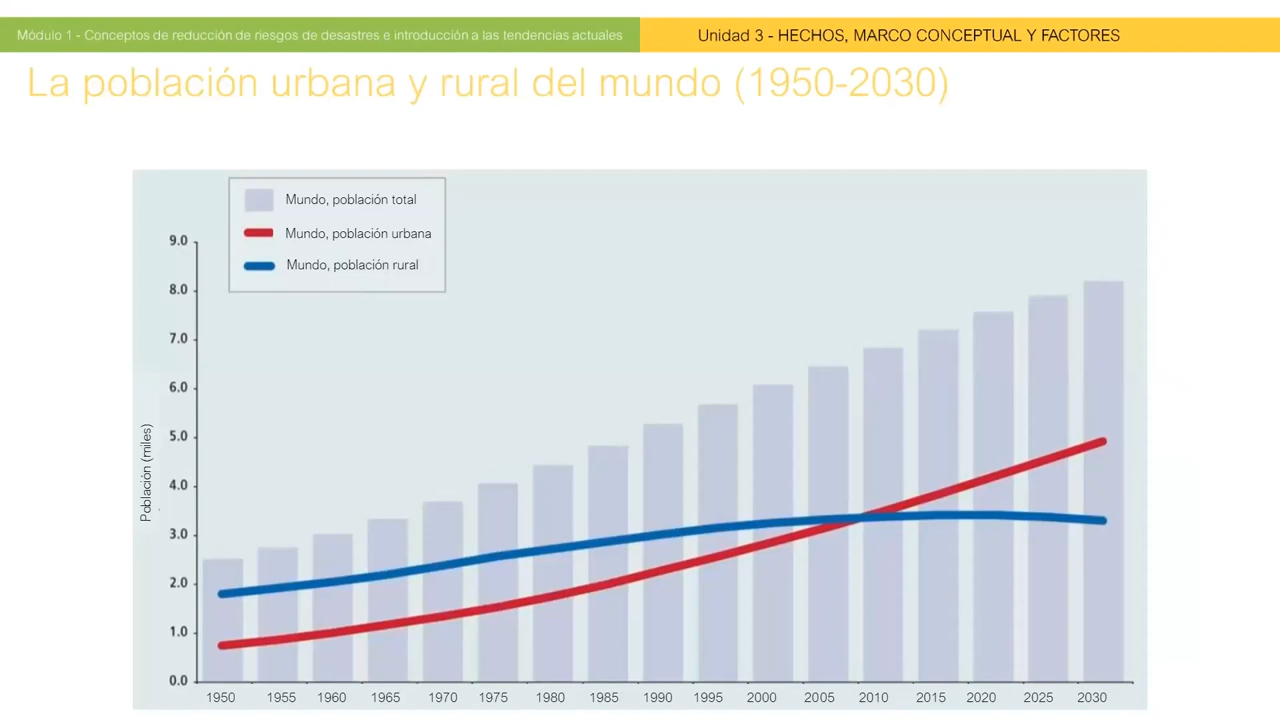 Módulo 1 - Conceptos de reducción de riesgos de desastres e introducción a las tendencias actuales
Unidad 3 - HECHOS, MARCO CONCEPTUAL Y FACTORES
La población urbana y rural del mundo (1950-2030)
Mundo, población total
Mundo, población urbana
Mundo, población rural
9.0
8.0
7.0
6.0
5.0
4.0
3.0
2.0
1.0
0.0
Población (miles)
1950 1955 1960 1965 1970 1975 1980 1985 1990 1995 2000 2005 2010 2015 2020 2025 2030